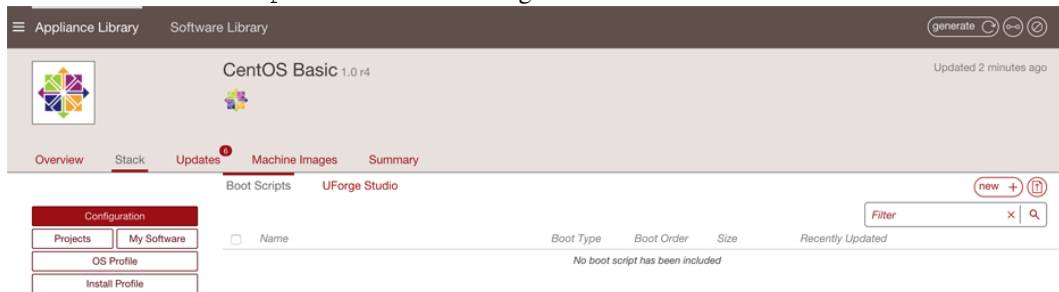 Appliance Library Software Library generate
CentOS Basic 1.0 r4 Updated 2 minutes ago
Overview Stack Updates 6 Machine Images Summary
Boot Scripts UForge Studio new +
Configuration
Filter
Projects My Software
Name Boot Type Boot Order Size Recently Updated
OS Profile
No boot script has been included
Install Profile